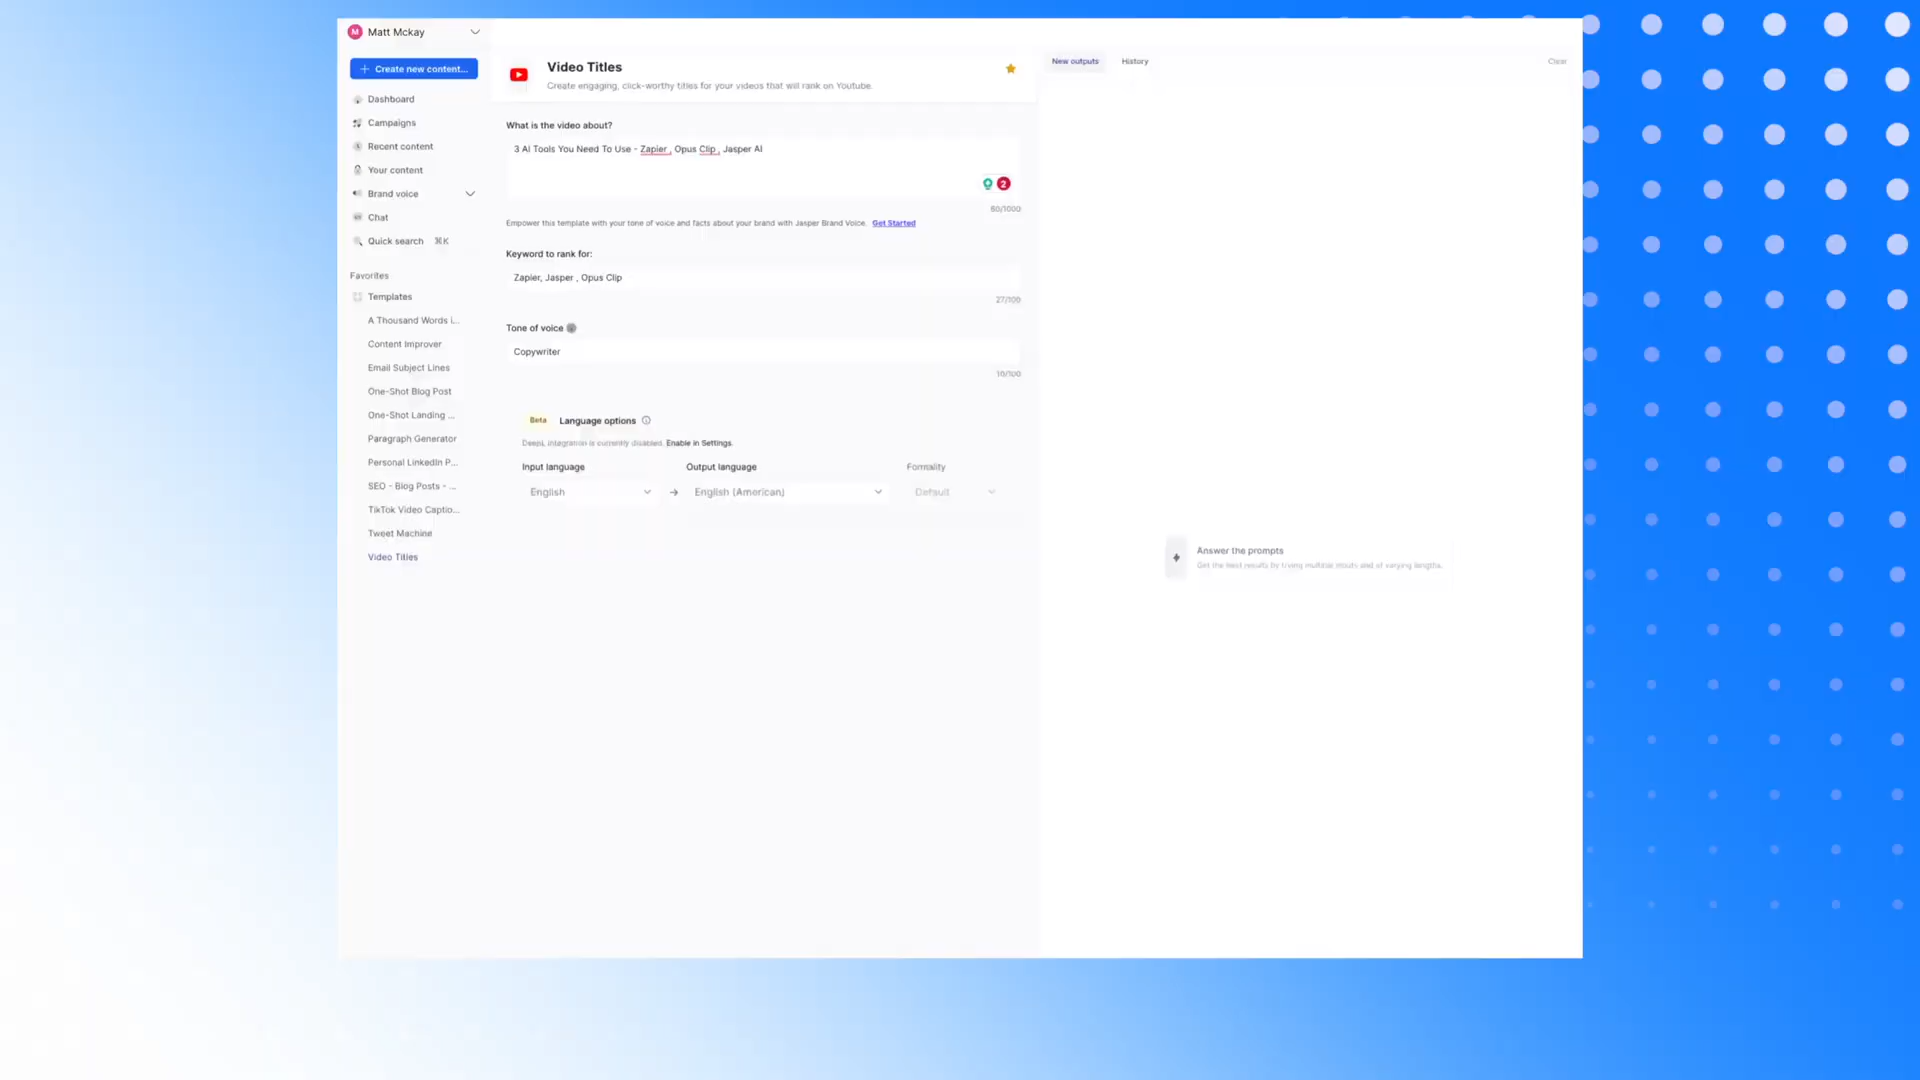 M Matt Mckay
+ Create new content...
Dashboard
Campaigns
Recent content
Your content
Brand voice
Chat
Quick search ⌘K
Favorites
Templates
A Thousand Words i...
Content Improver
Email Subject Lines
One-Shot Blog Post
One-Shot Landing ...
Paragraph Generator
Personal LinkedIn P...
SEO - Blog Posts - ...
TikTok Video Captio...
Tweet Machine
Video Titles
Video Titles
Create engaging, click-worthy titles for your videos that will rank on Youtube.
What is the video about?
3 AI Tools You Need To Use - Zapier , Opus Clip , Jasper AI
2
60/1000
Empower this template with your tone of voice and facts about your brand with Jasper Brand Voice. Get Started
Keyword to rank for:
Zapier, Jasper , Opus Clip
27/100
Tone of voice
Copywriter
10/100
Beta Language options
DeepL integration is currently disabled. Enable in Settings.
Input language
Output language
Formality
English → English (American)
Default
New outputs
History
Clear
Answer the prompts
Get the best results by trying multiple inputs and of varying lengths.